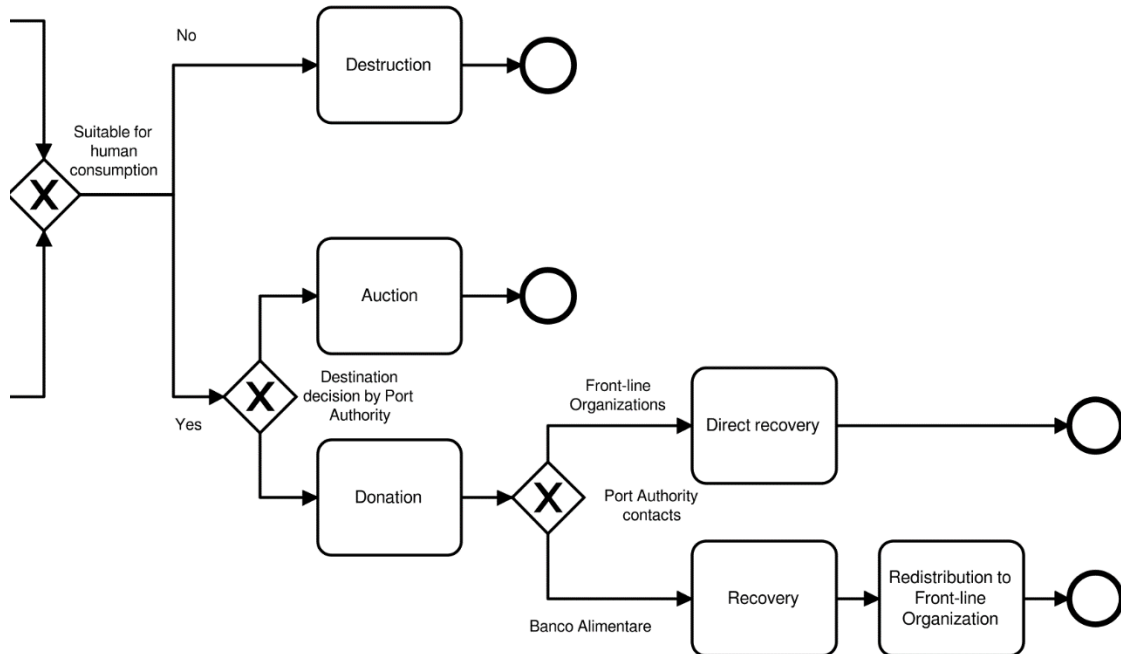 No
Destruction
Suitable for
human
consumption
X
Auction
X
Destination
decision by Port
Authority
Yes
Front-line
Organizations
Direct recovery
Donation
X
Port Authority
contacts
Banco Alimentare
Recovery
Redistribution to
Front-line
Organization